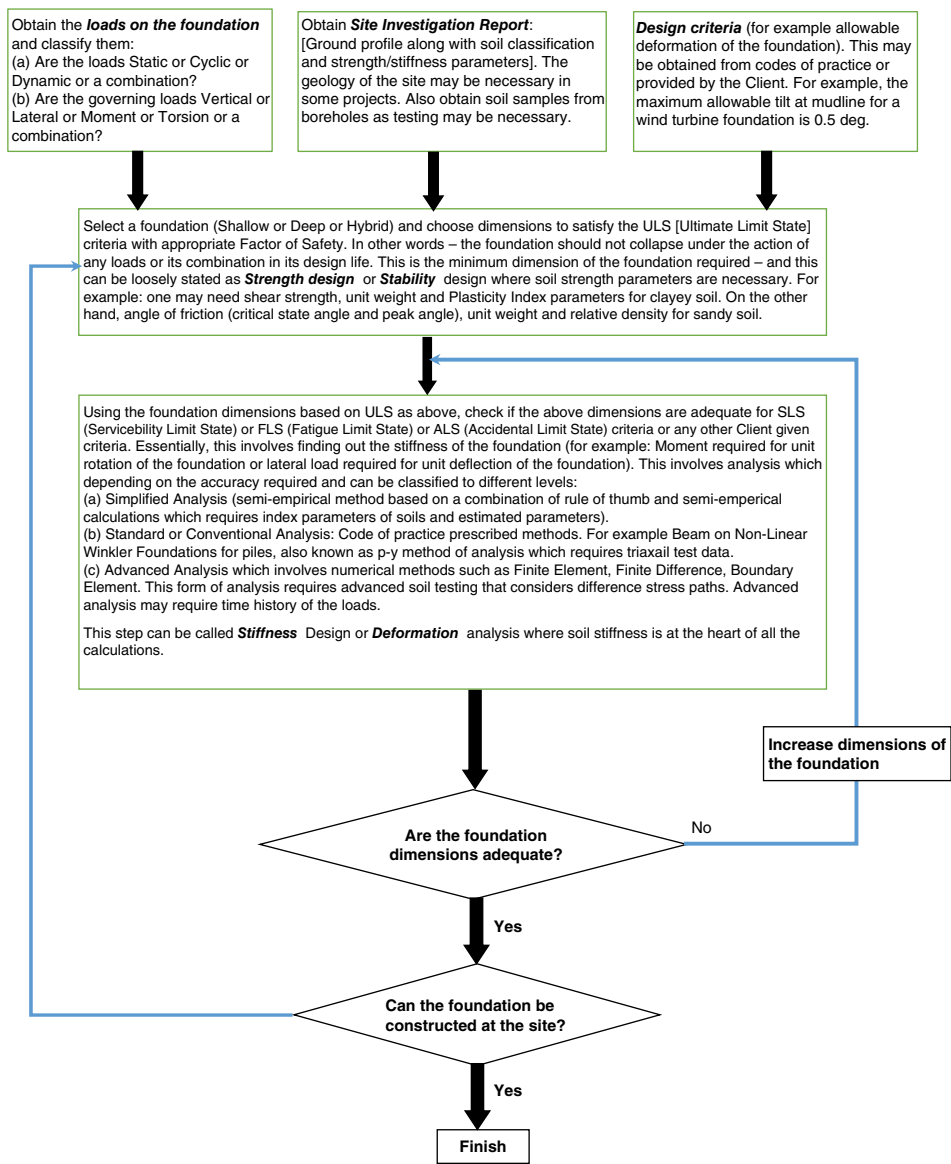 Obtain the loads on the foundation
and classify them:
(a) Are the loads Static or Cyclic or
Dynamic or a combination?
(b) Are the governing loads Vertical or
Lateral or Moment or Torsion or a
combination?
Obtain Site Investigation Report:
[Ground profile along with soil classification
and strength/stiffness parameters]. The
geology of the site may be necessary in
some projects. Also obtain soil samples from
boreholes as testing may be necessary.
Design criteria (for example allowable
deformation of the foundation). This may
be obtained from codes of practice or
provided by the Client. For example, the
maximum allowable tilt at mudline for a
wind turbine foundation is 0.5 deg.
Select a foundation (Shallow or Deep or Hybrid) and choose dimensions to satisfy the ULS [Ultimate Limit State]
criteria with appropriate Factor of Safety. In other words – the foundation should not collapse under the action of
any loads or its combination in its design life. This is the minimum dimension of the foundation required – and this
can be loosely stated as Strength design or Stability design where soil strength parameters are necessary. For
example: one may need shear strength, unit weight and Plasticity Index parameters for clayey soil. On the other
hand, angle of friction (critical state angle and peak angle), unit weight and relative density for sandy soil.
Using the foundation dimensions based on ULS as above, check if the above dimensions are adequate for SLS
(Servicebility Limit State) or FLS (Fatigue Limit State) or ALS (Accidental Limit State) criteria or any other Client given
criteria. Essentially, this involves finding out the stiffness of the foundation (for example: Moment required for unit
rotation of the foundation or lateral load required for unit deflection of the foundation). This involves analysis which
depending on the accuracy required and can be classified to different levels:
(a) Simplified Analysis (semi-empirical method based on a combination of rule of thumb and semi-emperical
calculations which requires index parameters of soils and estimated parameters).
(b) Standard or Conventional Analysis: Code of practice prescribed methods. For example Beam on Non-Linear
Winkler Foundations for piles, also known as p-y method of analysis which requires triaxail test data.
(c) Advanced Analysis which involves numerical methods such as Finite Element, Finite Difference, Boundary
Element. This form of analysis requires advanced soil testing that considers difference stress paths. Advanced
analysis may require time history of the loads.
This step can be called Stiffness Design or Deformation analysis where soil stiffness is at the heart of all the
calculations.
Increase dimensions of
the foundation
Are the foundation
dimensions adequate?
No
Yes
Can the foundation be
constructed at the site?
Yes
Finish